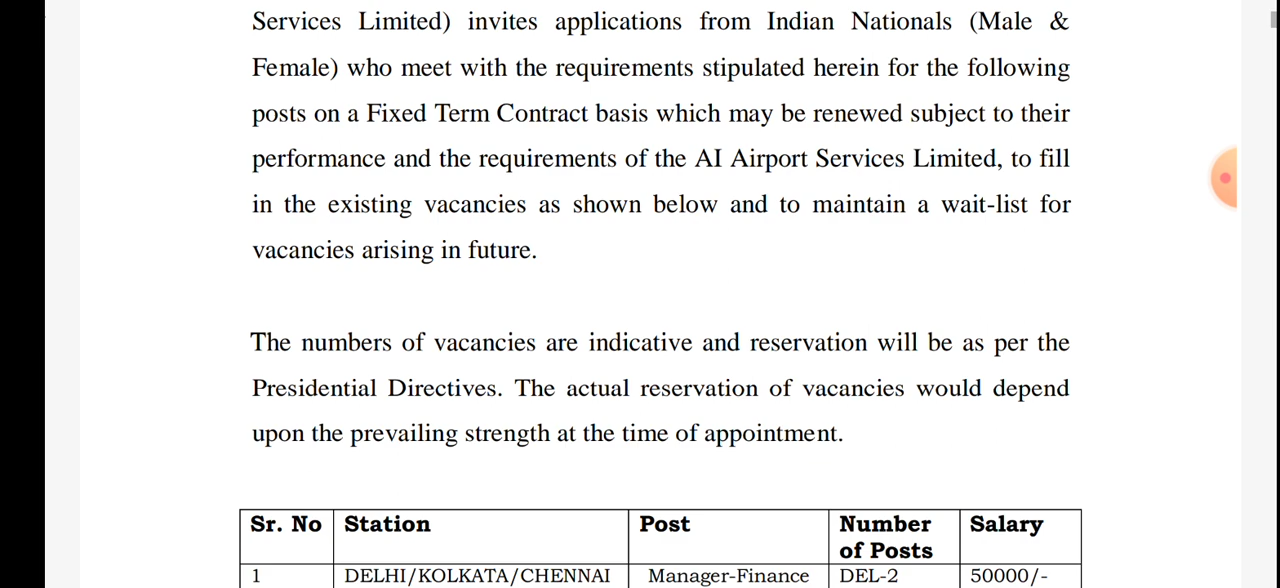 Services Limited) invites applications from Indian Nationals (Male &
Female) who meet with the requirements stipulated herein for the following
posts on a Fixed Term Contract basis which may be renewed subject to their
performance and the requirements of the AI Airport Services Limited, to fill
in the existing vacancies as shown below and to maintain a wait-list for
vacancies arising in future.
The numbers of vacancies are indicative and reservation will be as per the
Presidential Directives. The actual reservation of vacancies would depend
upon the prevailing strength at the time of appointment.
Sr. No Station Post Number of Posts Salary
1 DELHI/KOLKATA/CHENNAI Manager-Finance DEL-2 50000/-